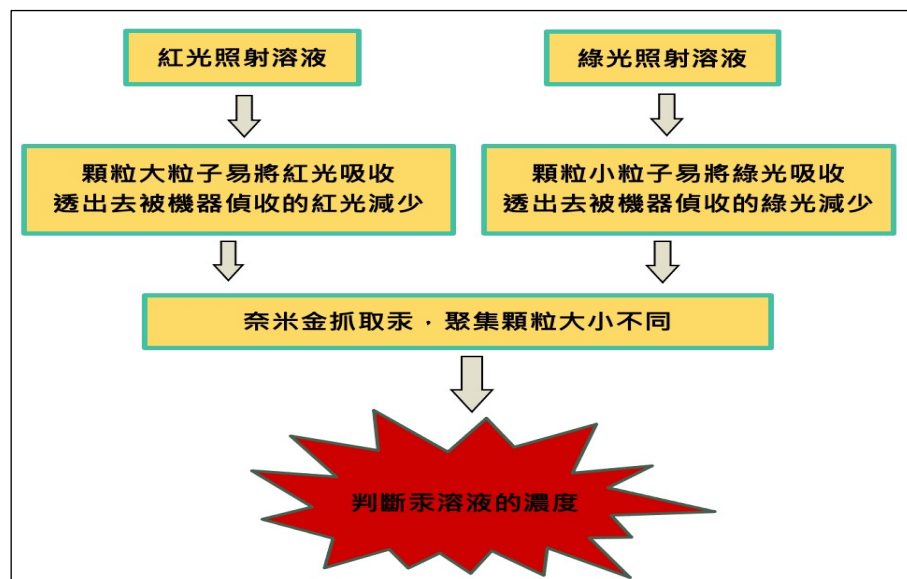 紅光照射溶液
綠光照射溶液
顆粒大粒子易將紅光吸收
透出去被機器偵收的紅光減少
顆粒小粒子易將綠光吸收
透出去被機器偵收的綠光減少
奈米金抓取汞，聚集顆粒大小不同
判斷汞溶液的濃度